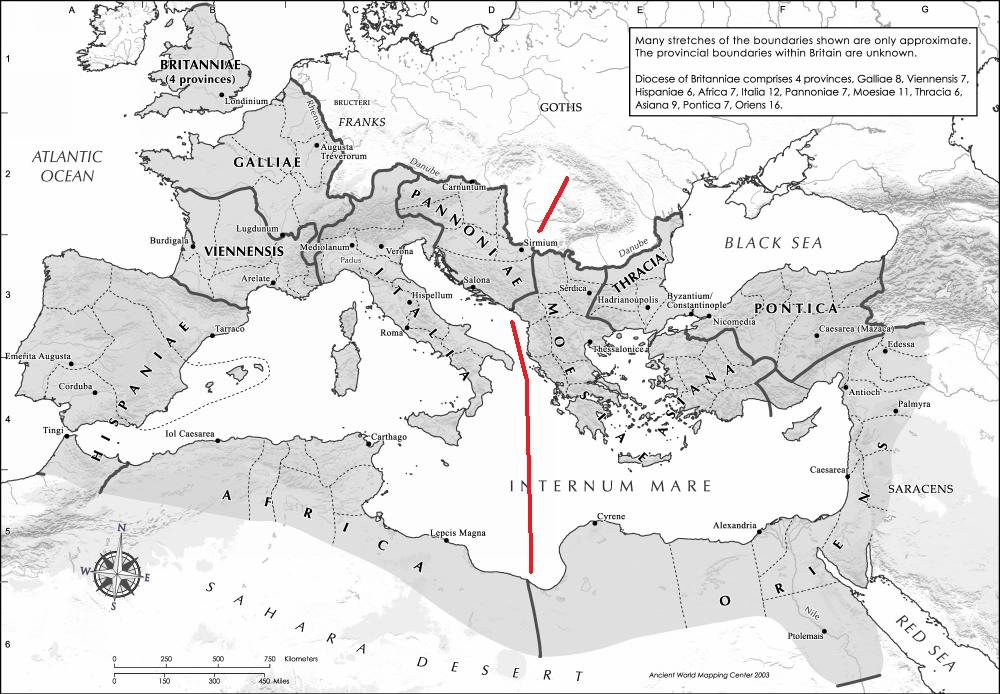 A
B
C
D
E
F
G
1
2
3
4
5
6
Many stretches of the boundaries shown are only approximate.
The provincial boundaries within Britain are unknown.
Diocese of Britanniae comprises 4 provinces, Galliae 8, Viennensis 7,
Hispaniae 6, Africa 7, Italia 12, Pannoniae 7, Moesiae 11, Thracia 6,
Asiana 9, Pontica 7, Oriens 16.
BRITANNIAE
(4 provinces)
Londinium
Rhenus
BRUCTERI
FRANKS
GOTHS
ATLANTIC
OCEAN
GALLIAE
Augusta
Treverorum
Danube
Carnuntum
PANNONIAE
Burdigala
VIENNENSIS
Lugdunum
Mediolanum
Verona
Padus
Arelate
Sirmium
Danube
THRACIA
BLACK SEA
Salona
Serdica
Hadrianoupolis
Byzantium/
Constantinople
Nicomedia
PONTICA
Caesarea (Mazaca)
Edessa
ITALIA
Hispellum
Roma
MOESIAE
Thessalonice
ASIANA
Tarraco
Emerita Augusta
Corduba
HISPANIAE
Tingi
Iol Caesarea
Carthago
Antioch
Palmyra
Caesarea
SARACENS
INTERNUM MARE
AFRICA
Lepcis Magna
Cyrene
Alexandria
ORIENS
Nile
Ptolemais
RED SEA
SAHARA DESERT
N
W
E
S
0 250 500 750 Kilometers
0 150 300 450 Miles
Ancient World Mapping Center 2003